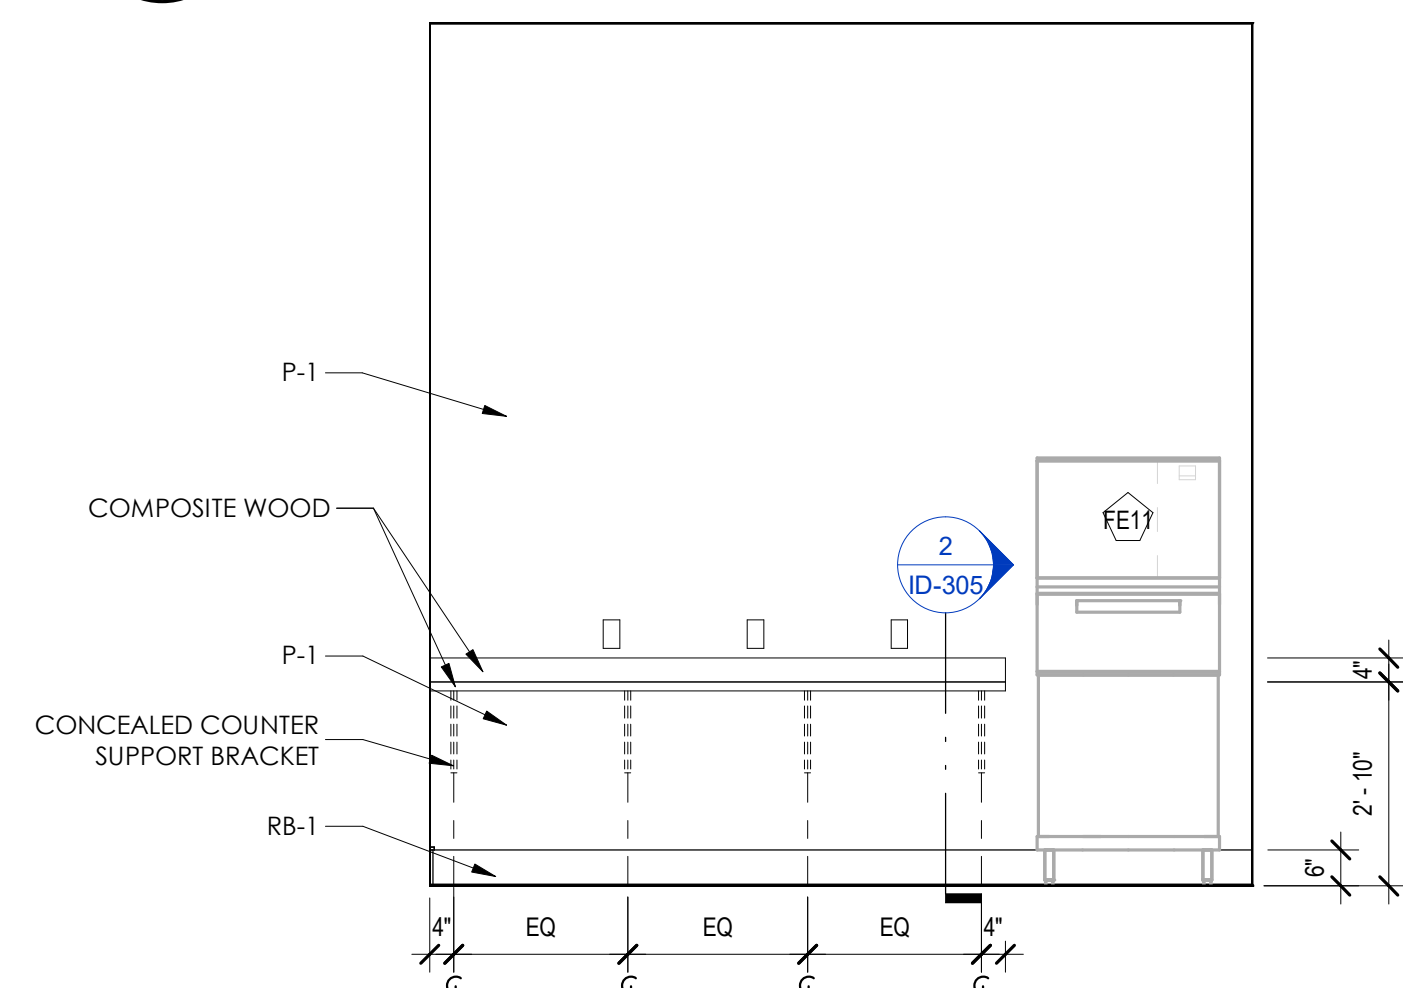 P-1
COMPOSITE WOOD
FE11
2
ID-305
P-1
4"
CONCEALED COUNTER
SUPPORT BRACKET
2' - 10"
RB-1
6"
4" EQ EQ EQ 4"